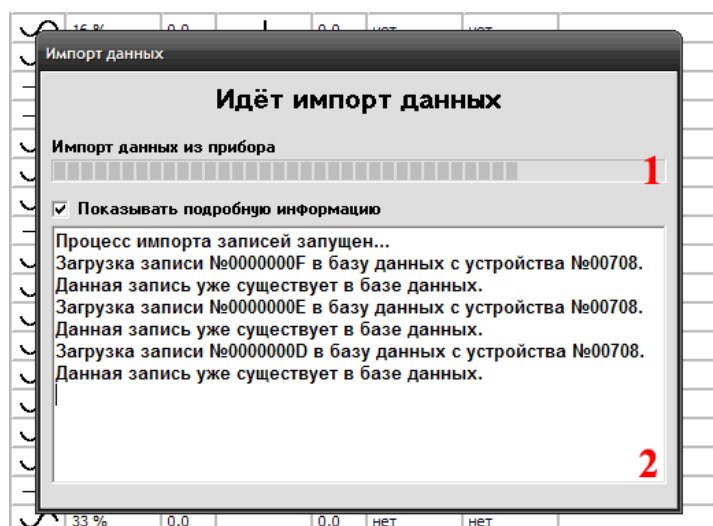 16 % 0.0 0.0 нет нет
Импорт данных
Идёт импорт данных
Импорт данных из прибора
1
Показывать подробную информацию
Процесс импорта записей запущен...
Загрузка записи №0000000F в базу данных с устройства №00708.
Данная запись уже существует в базе данных.
Загрузка записи №0000000E в базу данных с устройства №00708.
Данная запись уже существует в базе данных.
Загрузка записи №0000000D в базу данных с устройства №00708.
Данная запись уже существует в базе данных.
2
33 % 0.0 0.0 нет нет